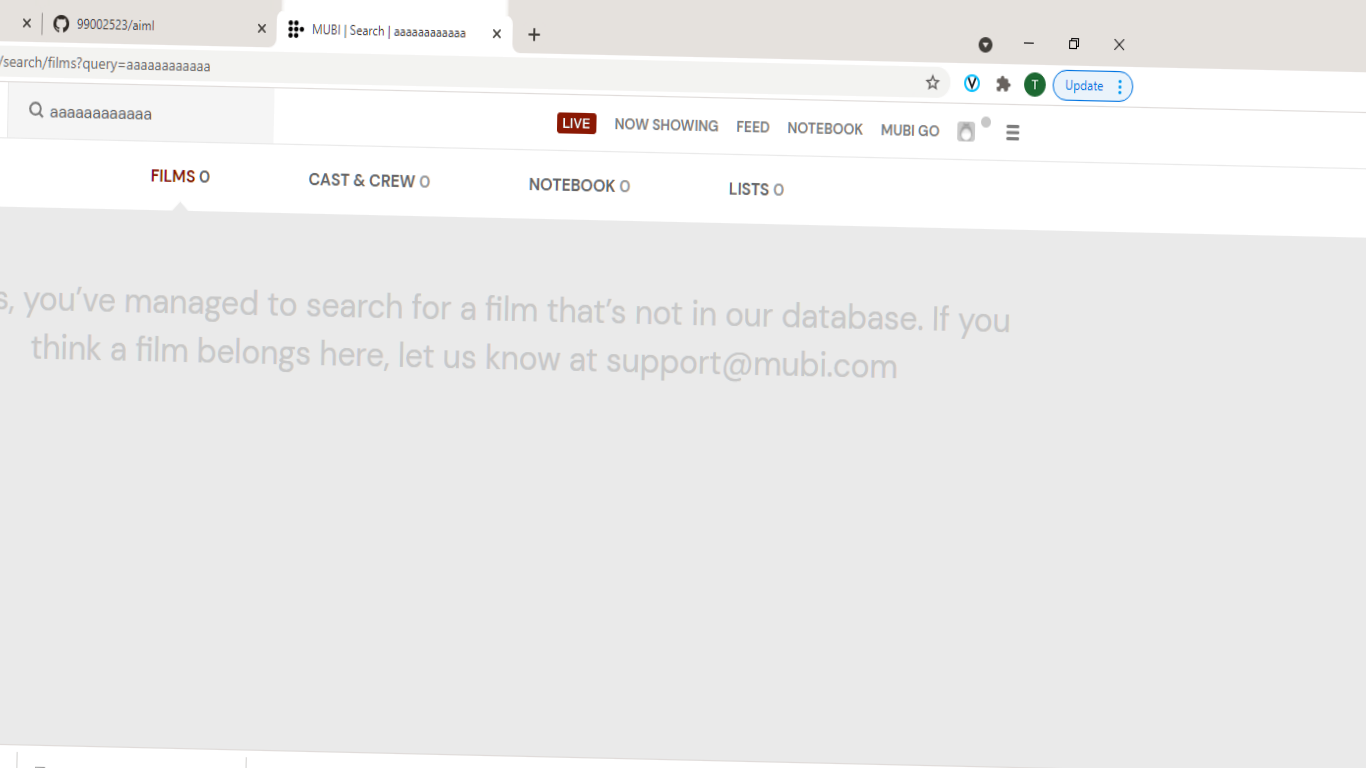 99002523/aiml
MUBI | Search | aaaaaaaaaaaa
/search/films?query=aaaaaaaaaaaa
T
Update
aaaaaaaaaaaa
LIVE
NOW SHOWING
FEED
NOTEBOOK
MUBI GO
FILMS 0
CAST & CREW 0
NOTEBOOK 0
LISTS 0
you’ve managed to search for a film that’s not in our database. If you
think a film belongs here, let us know at support@mubi.com